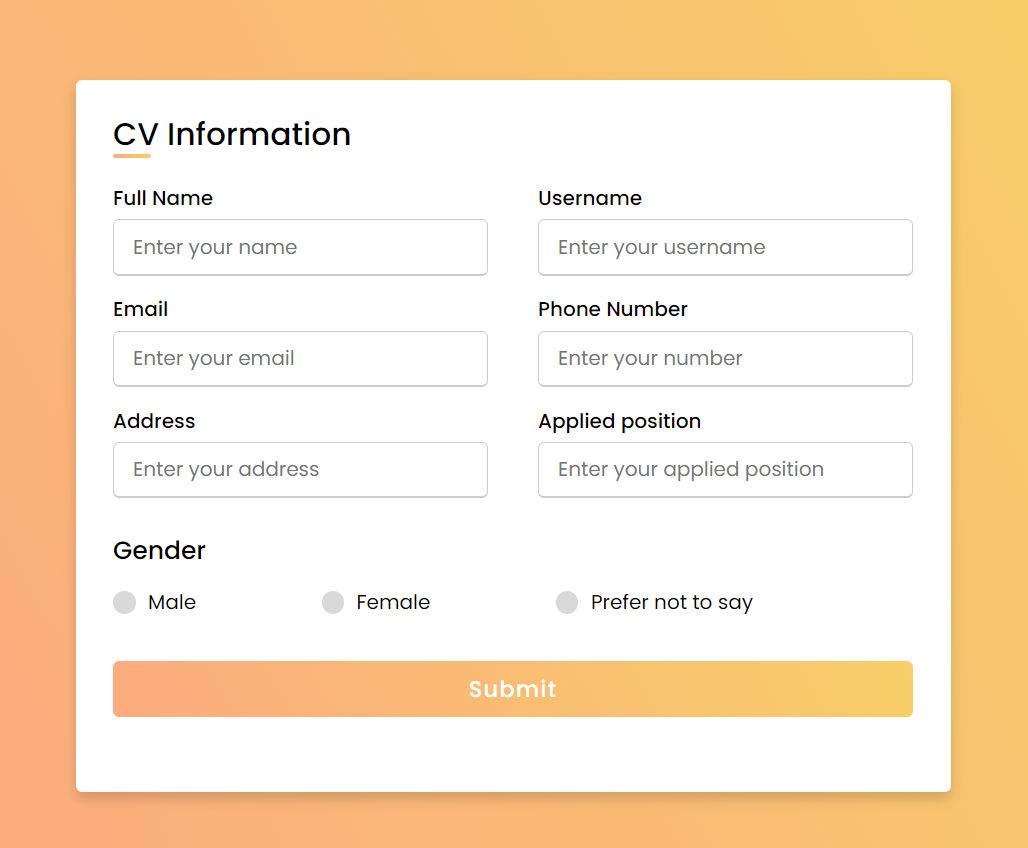 CV Information
Full Name
Username
Enter your name
Enter your username
Email
Phone Number
Enter your email
Enter your number
Address
Applied position
Enter your address
Enter your applied position
Gender
Male
Female
Prefer not to say
Submit